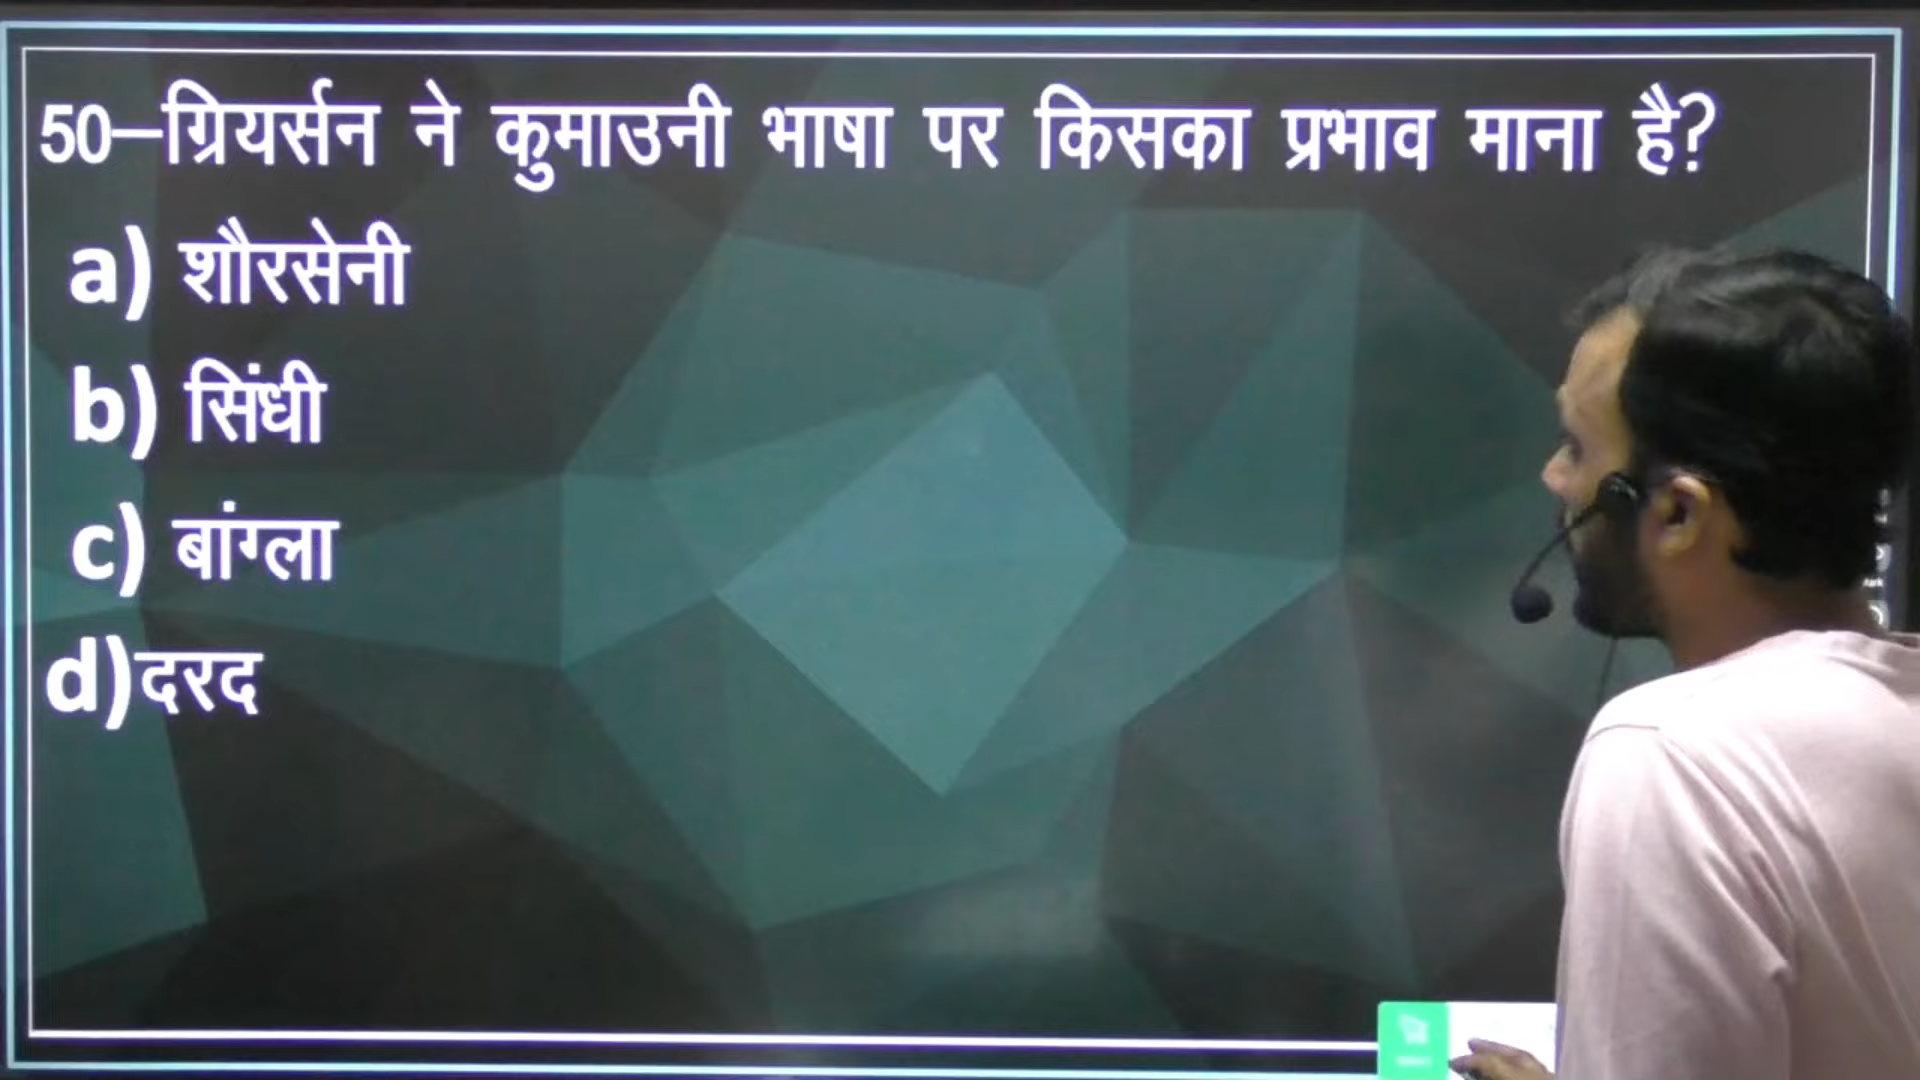 50–ग्रियर्सन ने कुमाउनी भाषा पर किसका प्रभाव माना है?
a) शौरसेनी
b) सिंधी
c) बांग्ला
d)दरद